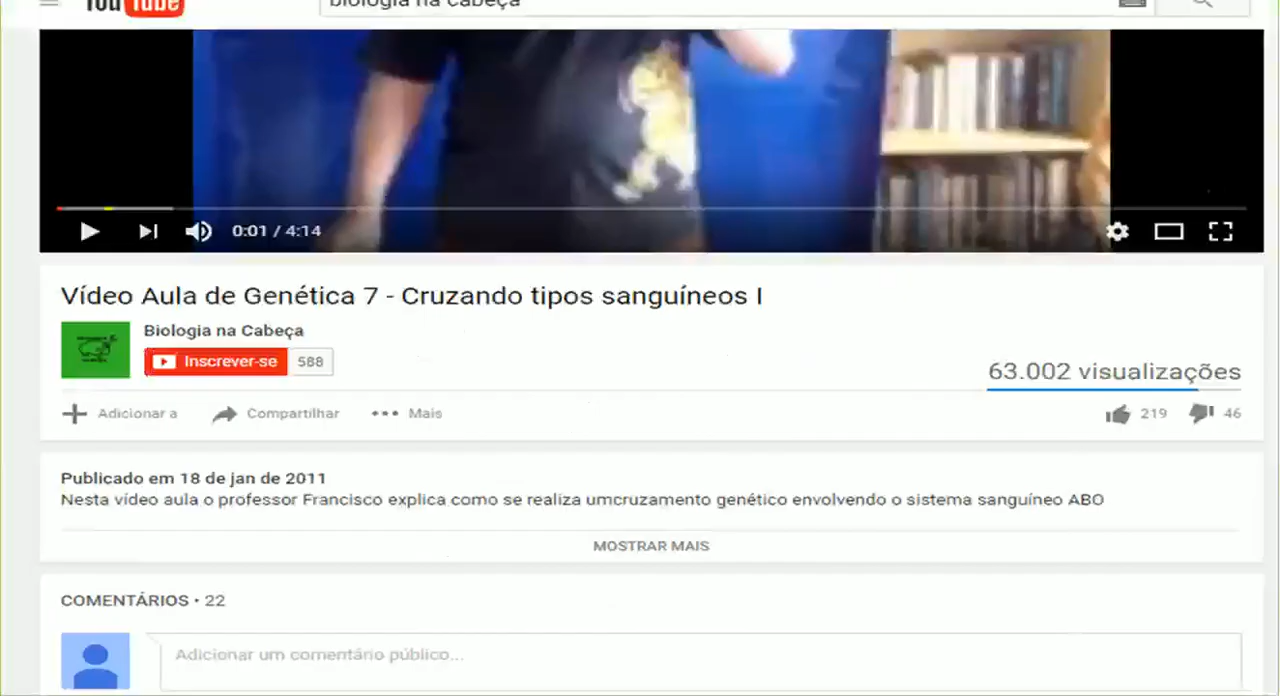 You Tube
biologia na cabeça
0:01 / 4:14
Vídeo Aula de Genética 7 - Cruzando tipos sanguíneos I
Biologia na Cabeça
Inscrever-se 588
63.002 visualizações
Adicionar a Compartilhar Mais 219 46
Publicado em 18 de jan de 2011
Nesta vídeo aula o professor Francisco explica como se realiza umcruzamento genético envolvendo o sistema sanguíneo ABO
MOSTRAR MAIS
COMENTÁRIOS • 22
Adicionar um comentário público...